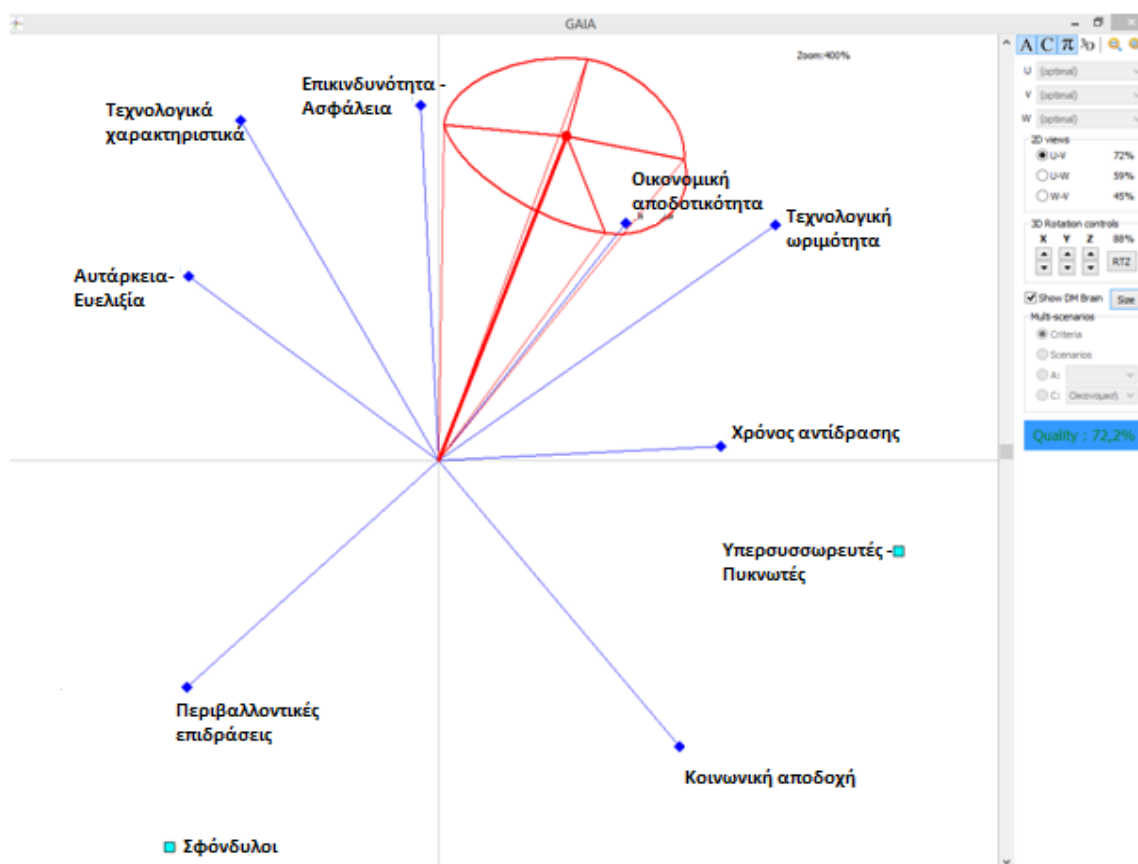 GAIA
Zoom:400%
Επικινδυνότητα -
Ασφάλεια
Τεχνολογικά
χαρακτηριστικά
Οικονομική
αποδοτικότητα
Τεχνολογική
ωριμότητα
Αυτάρκεια-
Ευελιξία
Χρόνος αντίδρασης
Υπερσυσσωρευτές -
Πυκνωτές
Περιβαλλοντικές
επιδράσεις
Κοινωνική αποδοχή
Σφόνδυλοι
A C π 3D
U (optimal)
V (optimal)
W (optimal)
2D views
U-V 72%
U-W 59%
W-V 45%
3D Rotation controls
X Y Z 88%
RTZ
Show DM Brain Size
Multi-scenarios
Criteria
Scenarios
A:
C: Οικονομική
Quality : 72,2%